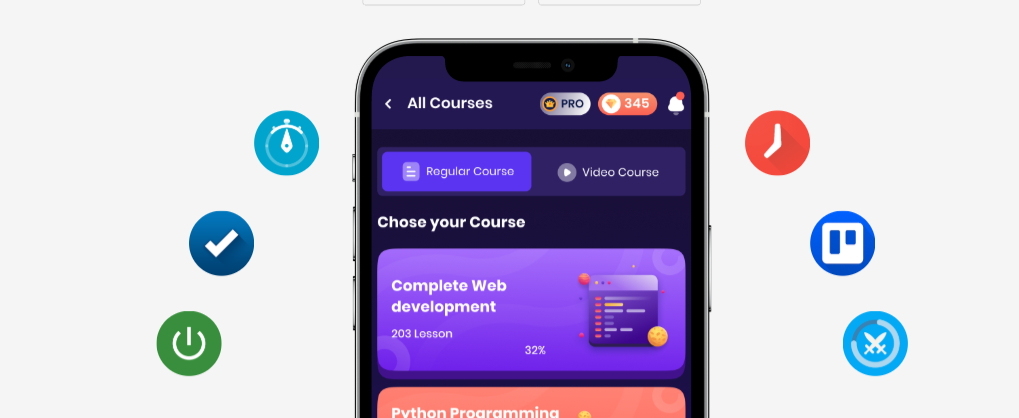 All Courses
PRO
345
Regular Course
Video Course
Chose your Course
Complete Web
development
203 Lesson
32%
Python Programming